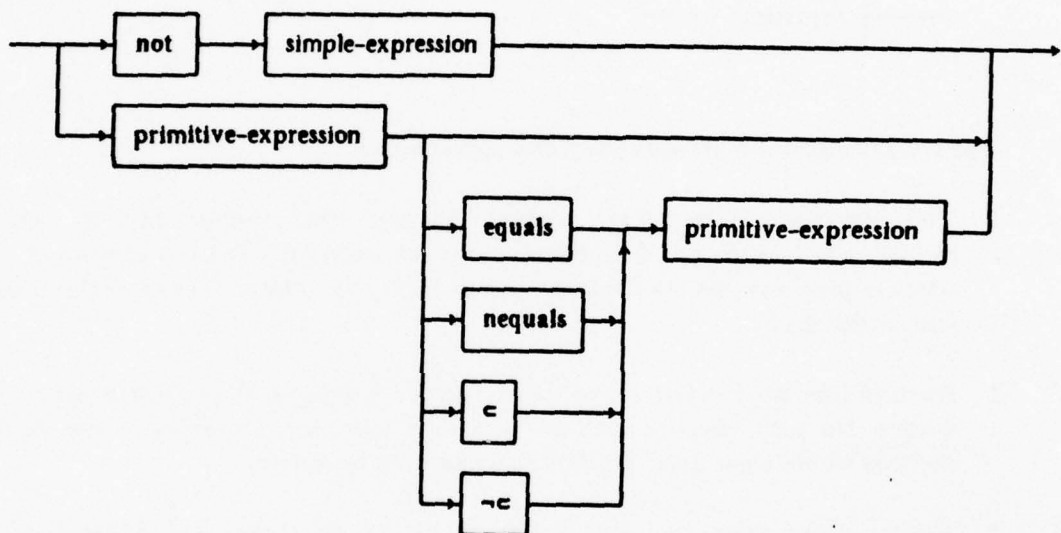 not simple-expression
primitive-expression
equals primitive-expression
nequals
⊂
¬⊂